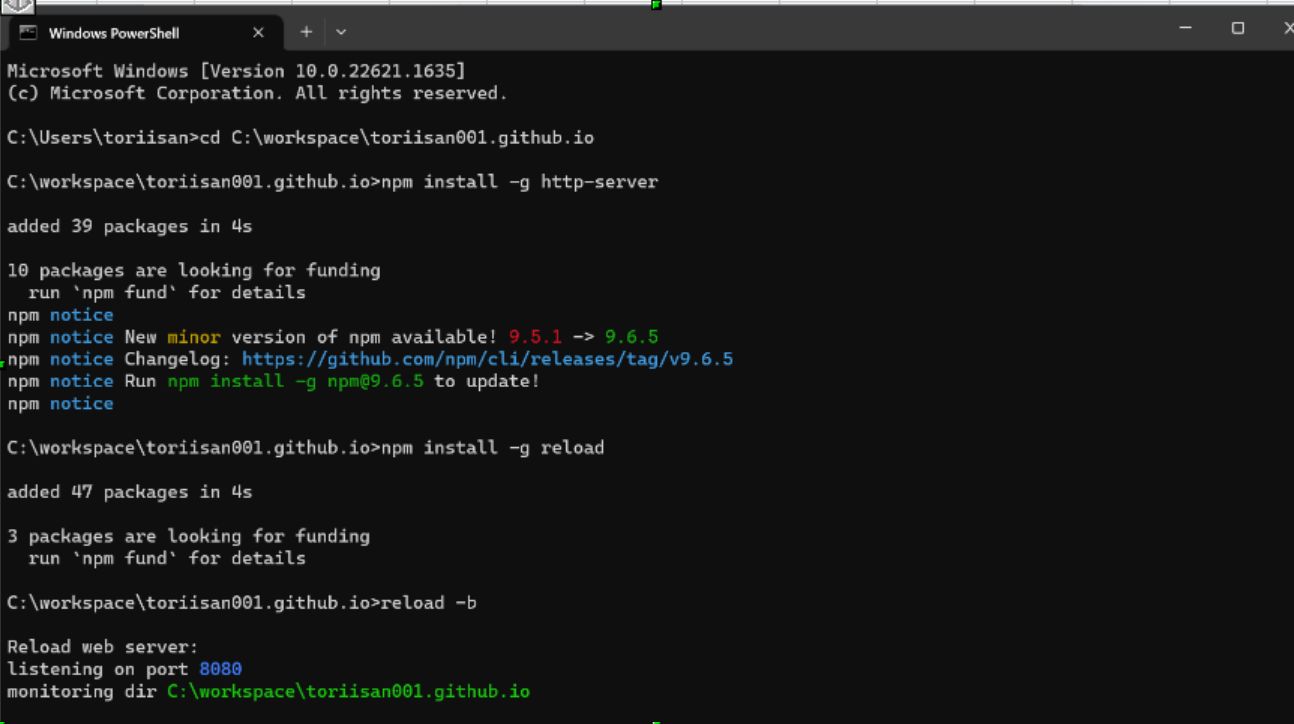 Windows PowerShell
Microsoft Windows [Version 10.0.22621.1635]
(c) Microsoft Corporation. All rights reserved.
C:\Users\toriisan>cd C:\workspace\toriisan001.github.io
C:\workspace\toriisan001.github.io>npm install -g http-server
added 39 packages in 4s
10 packages are looking for funding
  run `npm fund` for details
npm notice
npm notice New minor version of npm available! 9.5.1 -> 9.6.5
npm notice Changelog: https://github.com/npm/cli/releases/tag/v9.6.5
npm notice Run npm install -g npm@9.6.5 to update!
npm notice
C:\workspace\toriisan001.github.io>npm install -g reload
added 47 packages in 4s
3 packages are looking for funding
  run `npm fund` for details
C:\workspace\toriisan001.github.io>reload -b
Reload web server:
listening on port 8080
monitoring dir C:\workspace\toriisan001.github.io